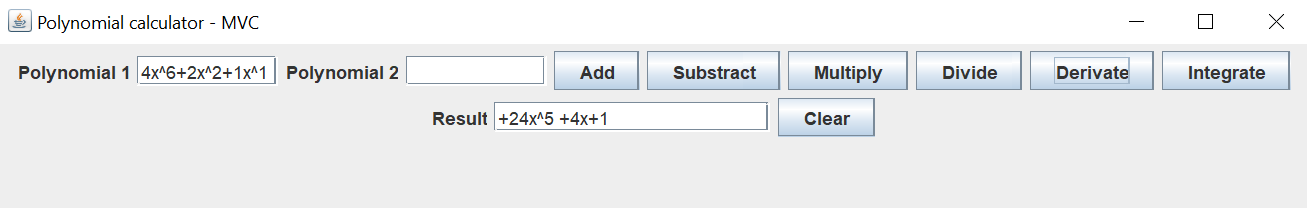 Polynomial calculator - MVC
Polynomial 1 4x^6+2x^2+1x^1 Polynomial 2 Add Substract Multiply Divide Derivate Integrate
Result +24x^5 +4x+1 Clear